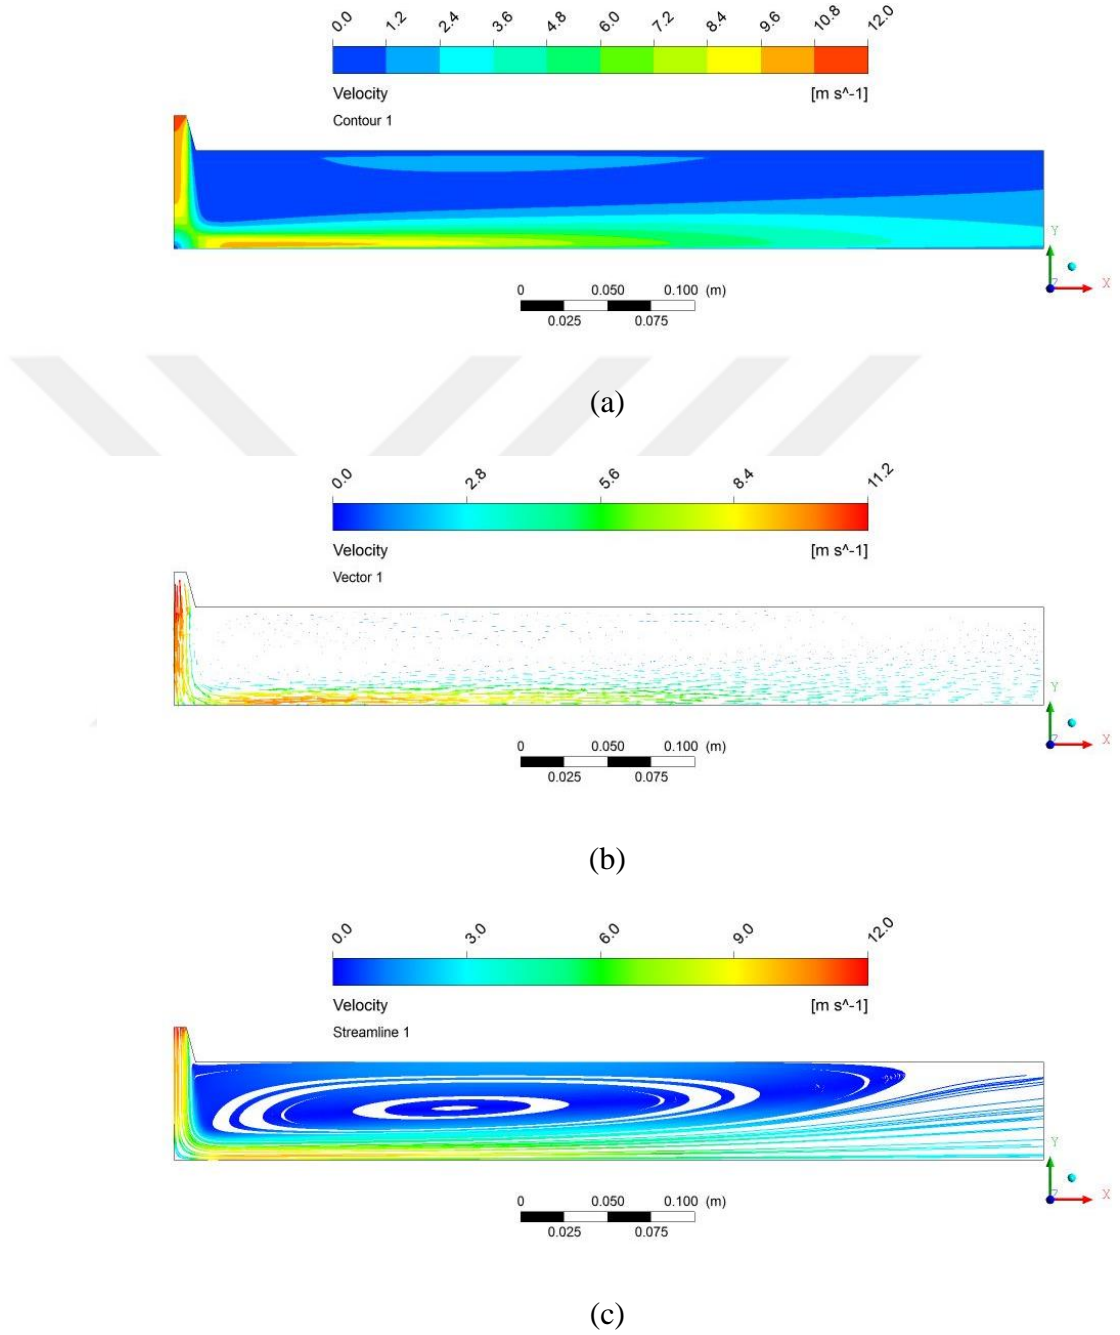 0.0 1.2 2.4 3.6 4.8 6.0 7.2 8.4 9.6 10.8 12.0
Velocity [m s^-1]
Contour 1
Y
Z X
0 0.050 0.100 (m)
0.025 0.075
(a)
0.0 2.8 5.6 8.4 11.2
Velocity [m s^-1]
Vector 1
Y
Z X
0 0.050 0.100 (m)
0.025 0.075
(b)
0.0 3.0 6.0 9.0 12.0
Velocity [m s^-1]
Streamline 1
Y
Z X
0 0.050 0.100 (m)
0.025 0.075
(c)